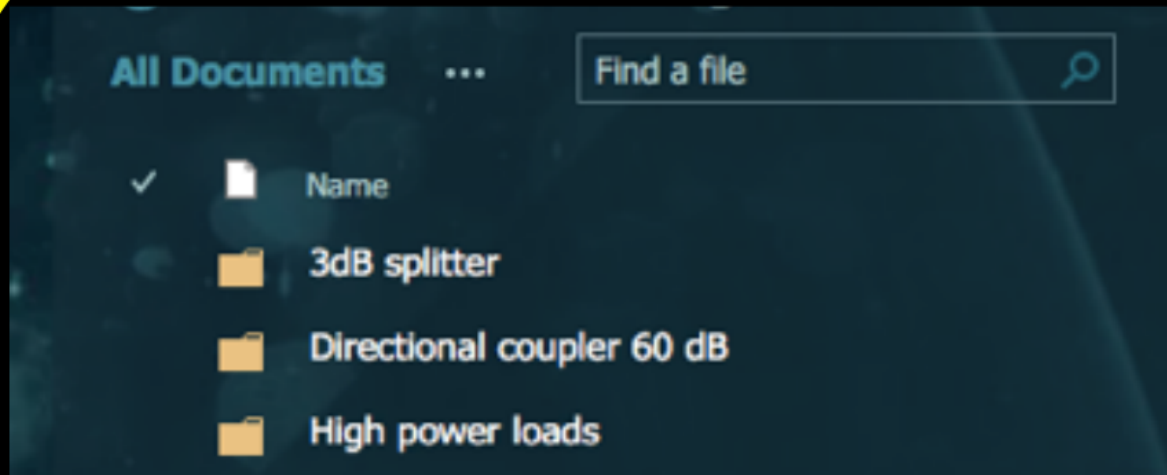 All Documents ... Find a file
Name
3dB splitter
Directional coupler 60 dB
High power loads